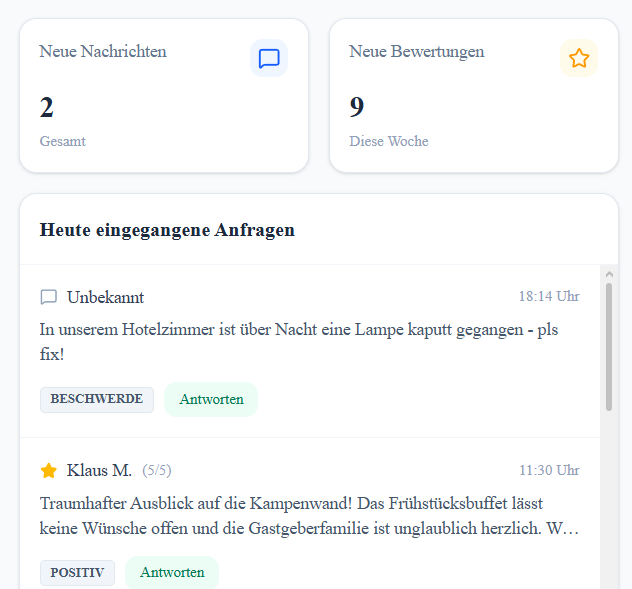 Neue Nachrichten
2
Gesamt
Neue Bewertungen
9
Diese Woche
Heute eingegangene Anfragen
Unbekannt 18:14 Uhr
In unserem Hotelzimmer ist über Nacht eine Lampe kaputt gegangen - pls
fix!
BESCHWERDE Antworten
Klaus M. (5/5) 11:30 Uhr
Traumhafter Ausblick auf die Kampenwand! Das Frühstücksbuffet lässt
keine Wünsche offen und die Gastgeberfamilie ist unglaublich herzlich. W…
POSITIV Antworten